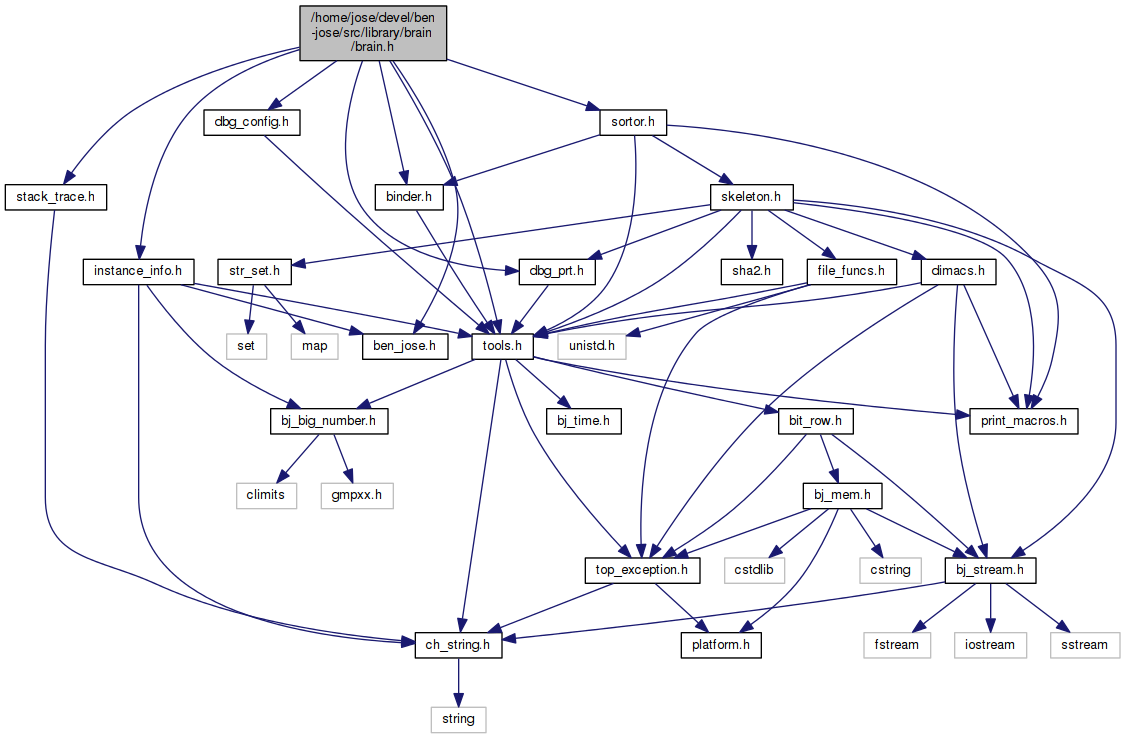 /home/jose/devel/ben
-jose/src/library/brain
/brain.h
dbg_config.h
sortor.h
stack_trace.h
binder.h
skeleton.h
instance_info.h
str_set.h
dbg_prt.h
sha2.h
file_funcs.h
dimacs.h
set
map
ben_jose.h
tools.h
unistd.h
bj_big_number.h
bj_time.h
bit_row.h
print_macros.h
climits
gmpxx.h
bj_mem.h
top_exception.h
cstdlib
cstring
bj_stream.h
ch_string.h
platform.h
fstream
iostream
sstream
string